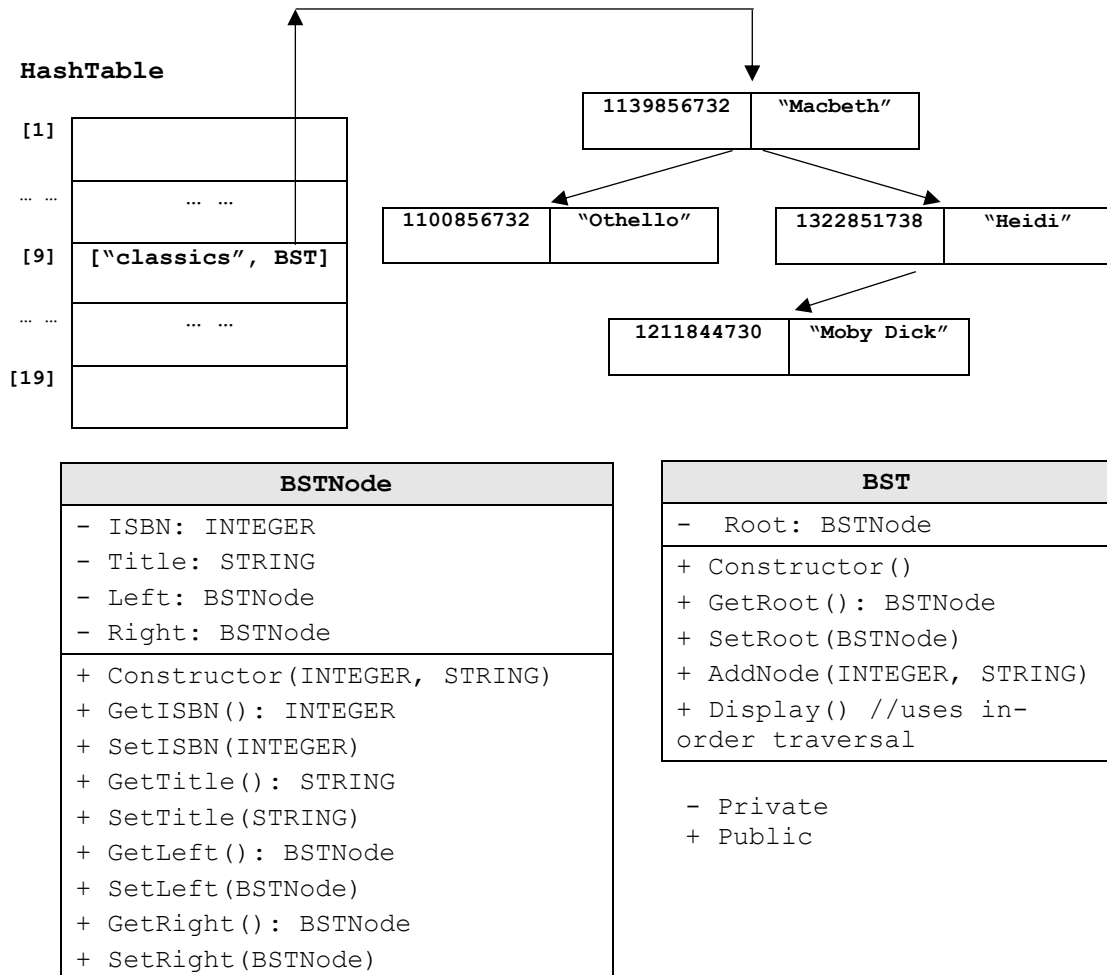 HashTable
1139856732 “Macbeth”
[1]
1100856732 “Othello” 1322851738 “Heidi”
… … … …
[9] [“classics”, BST]
… … … …
1211844730 “Moby Dick”
[19]
BSTNode
- ISBN: INTEGER
- Title: STRING
- Left: BSTNode
- Right: BSTNode
+ Constructor(INTEGER, STRING)
+ GetISBN(): INTEGER
+ SetISBN(INTEGER)
+ GetTitle(): STRING
+ SetTitle(STRING)
+ GetLeft(): BSTNode
+ SetLeft(BSTNode)
+ GetRight(): BSTNode
+ SetRight(BSTNode)
BST
- Root: BSTNode
+ Constructor()
+ GetRoot(): BSTNode
+ SetRoot(BSTNode)
+ AddNode(INTEGER, STRING)
+ Display() //uses in-
order traversal
- Private
+ Public